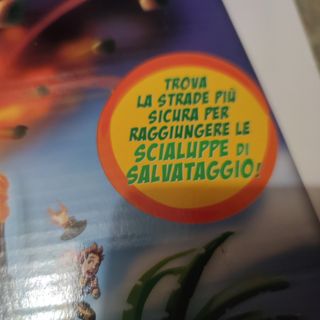 TROVA
LA STRADE PIÙ
SICURA PER
RAGGIUNGERE LE
SCIALUPPE DI
SALVATAGGIO!